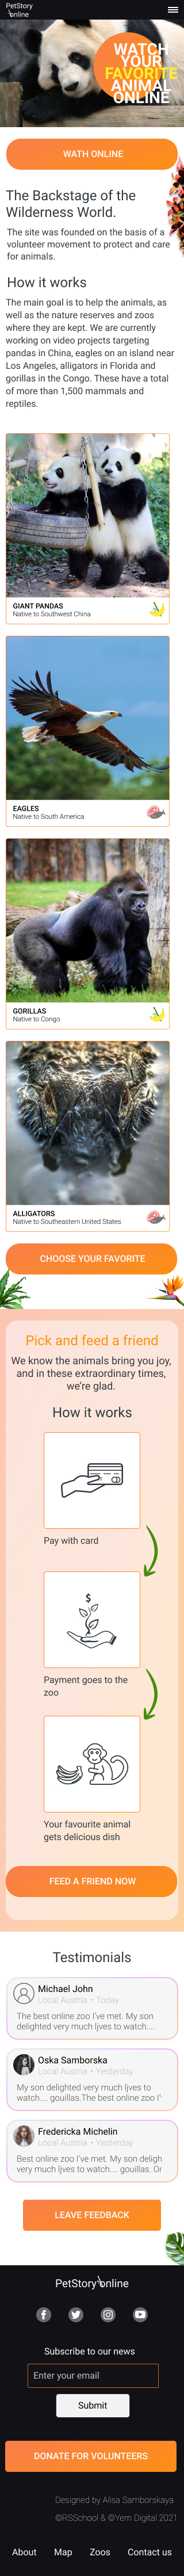 PetStory
online
WATCH
YOUR
FAVORITE
ANIMAL
ONLINE
WATH ONLINE
The Backstage of the
Wilderness World.
The site was founded on the basis of a
volunteer movement to protect and care
for animals.
How it works
The main goal is to help the animals, as
well as the nature reserves and zoos
where they are kept. We are currently
working on video projects targeting
pandas in China, eagles on an island near
Los Angeles, alligators in Florida and
gorillas in the Congo. These have a total
of more than 1,500 mammals and
reptiles.
GIANT PANDAS
Native to Southwest China
EAGLES
Native to South America
GORILLAS
Native to Congo
ALLIGATORS
Native to Southeastern United States
CHOOSE YOUR FAVORITE
Pick and feed a friend
We know the animals bring you joy,
and in these extraordinary times,
we're glad.
How it works
Pay with card
$
Payment goes to the
zoo
Your favourite animal
gets delicious dish
FEED A FRIEND NOW
Testimonials
Michael John
Local Austria • Today
The best online zoo I've met. My son
delighted very much ljves to watch....
Oska Samborska
Local Austria • Yesterday
My son delighted very much ljves to
watch.... gouillas.The best online zoo I'
Fredericka Michelin
Local Austria • Yesterday
Best online zoo I've met. My son deligh
very much ljves to watch.... gouillas. Or
LEAVE FEEDBACK
PetStory online
Subscribe to our news
Enter your email
Submit
DONATE FOR VOLUNTEERS
Designed by Alisa Samborskaya
©RSSchool & ©Yem Digital 2021
About Map Zoos Contact us